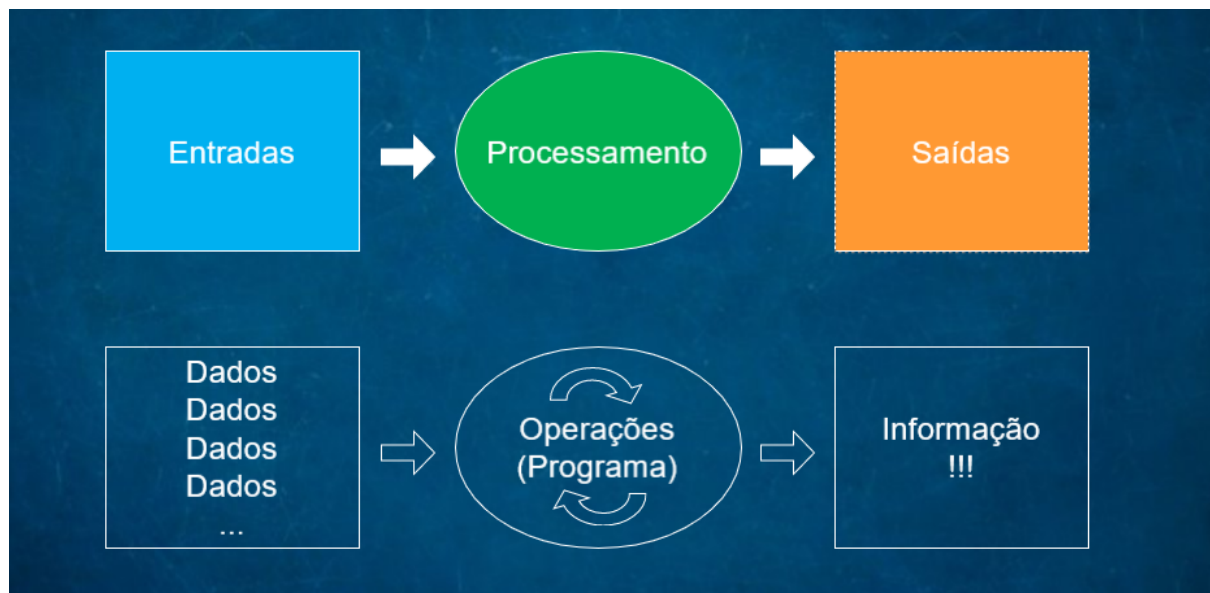 Entradas
Processamento
Saídas
Dados
Dados
Dados
Dados
...
Operações
(Programa)
Informação
!!!